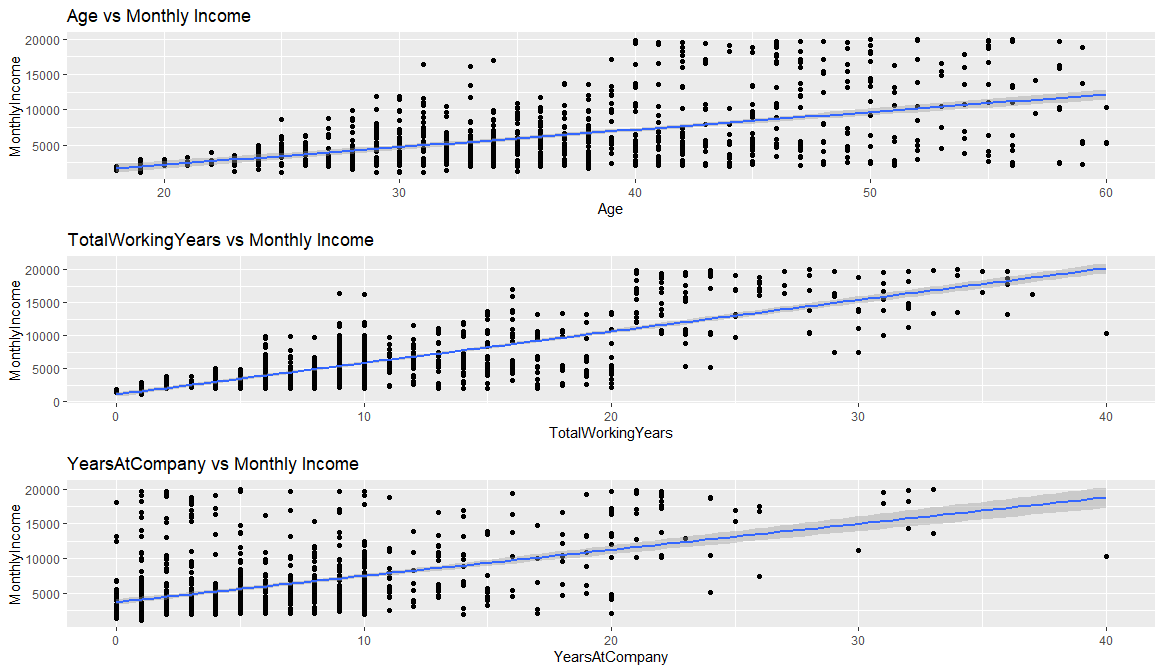 Age vs Monthly Income
20000
15000
10000
5000
MonthlyIncome
20 30 40 50 60
Age
TotalWorkingYears vs Monthly Income
20000
15000
10000
5000
0
MonthlyIncome
0 10 20 30 40
TotalWorkingYears
YearsAtCompany vs Monthly Income
20000
15000
10000
5000
MonthlyIncome
0 10 20 30 40
YearsAtCompany